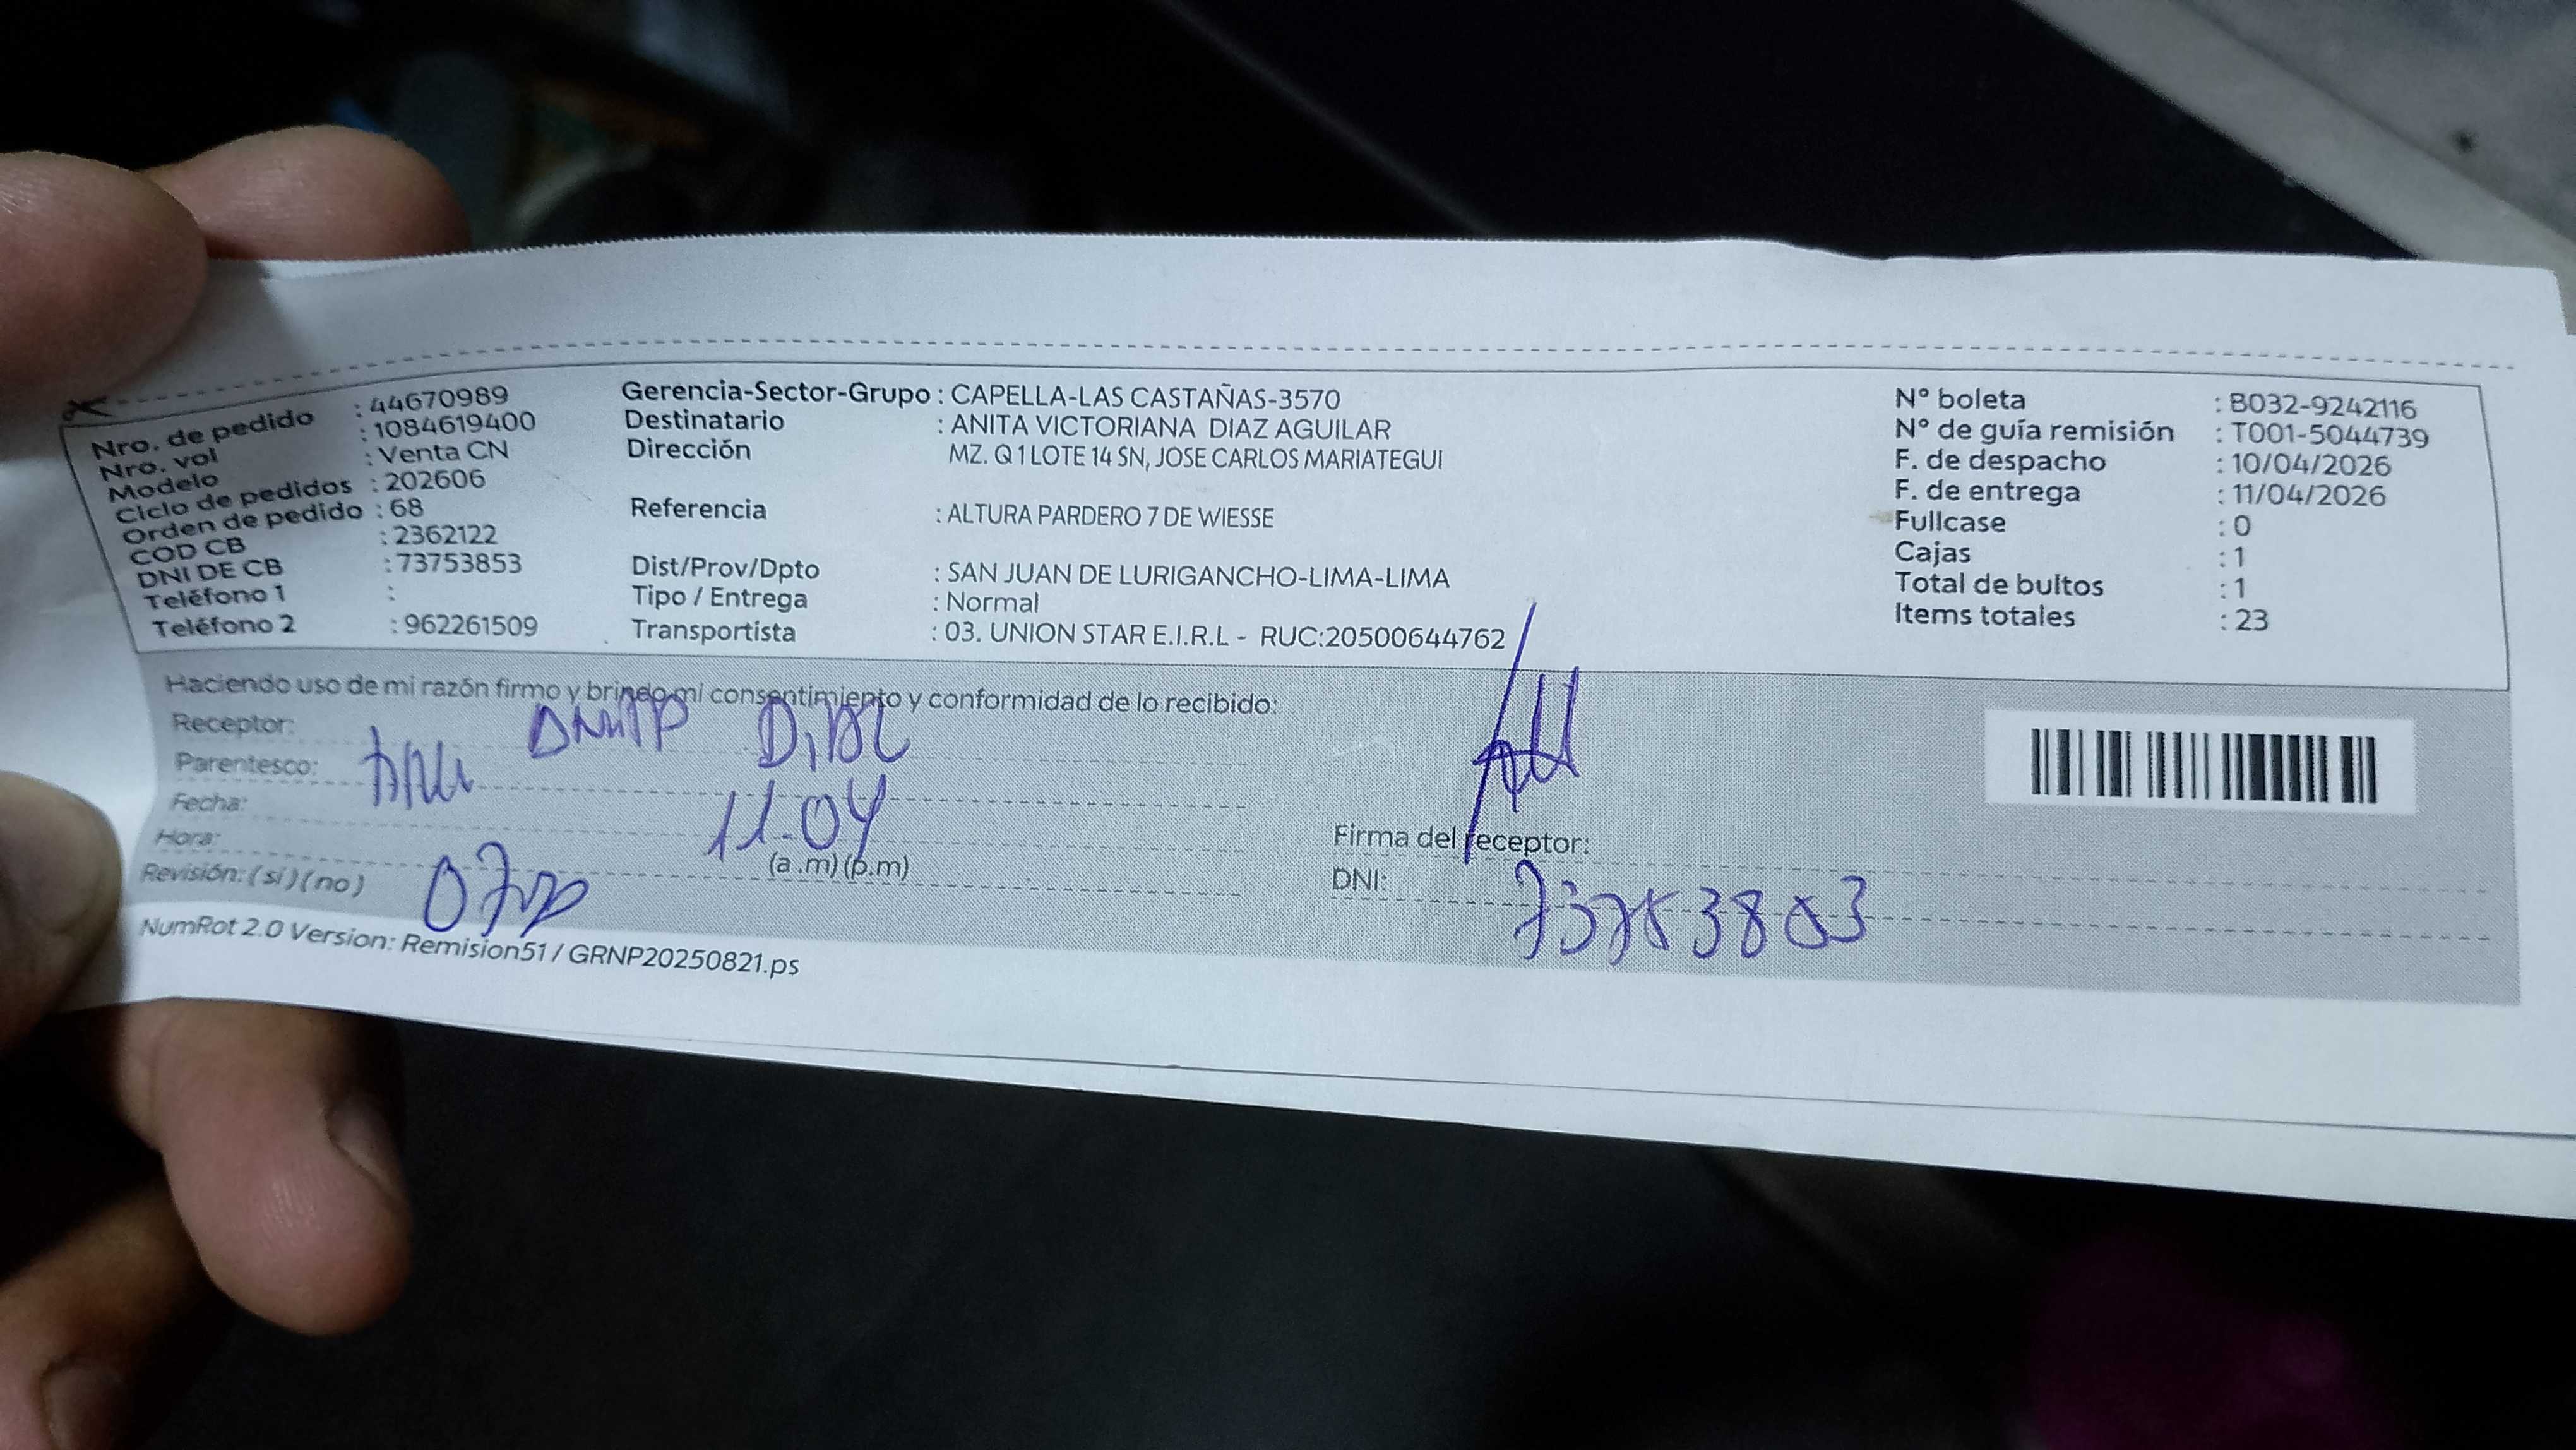 Nro. de pedido : 44670989
Nro. vol : 1084619400
Modelo : Venta CN
Ciclo de pedidos : 202606
Orden de pedido : 68
COD CB : 2362122
DNI DE CB : 73753853
Teléfono 1 :
Teléfono 2 : 962261509
Gerencia-Sector-Grupo : CAPELLA-LAS CASTAÑAS-3570
Destinatario : ANITA VICTORIANA DIAZ AGUILAR
Dirección MZ. Q 1 LOTE 14 SN, JOSE CARLOS MARIATEGUI
Referencia : ALTURA PARDERO 7 DE WIESSE
Dist/Prov/Dpto : SAN JUAN DE LURIGANCHO-LIMA-LIMA
Tipo / Entrega : Normal
Transportista : 03. UNION STAR E.I.R.L - RUC:20500644762
N° boleta : B032-9242116
N° de guía remisión : T001-5044739
F. de despacho : 10/04/2026
F. de entrega : 11/04/2026
Fullcase : 0
Cajas : 1
Total de bultos : 1
Items totales : 23
Haciendo uso de mi razón firmo y brindo mi consentimiento y conformidad de lo recibido:
Receptor:
Parentesco:
Fecha: 11-04
Hora: (a.m) (p.m)
Revisión: (si) (no)
Firma del receptor:
DNI:
NumRot 2.0 Version: Remision51 / GRNP20250821.ps